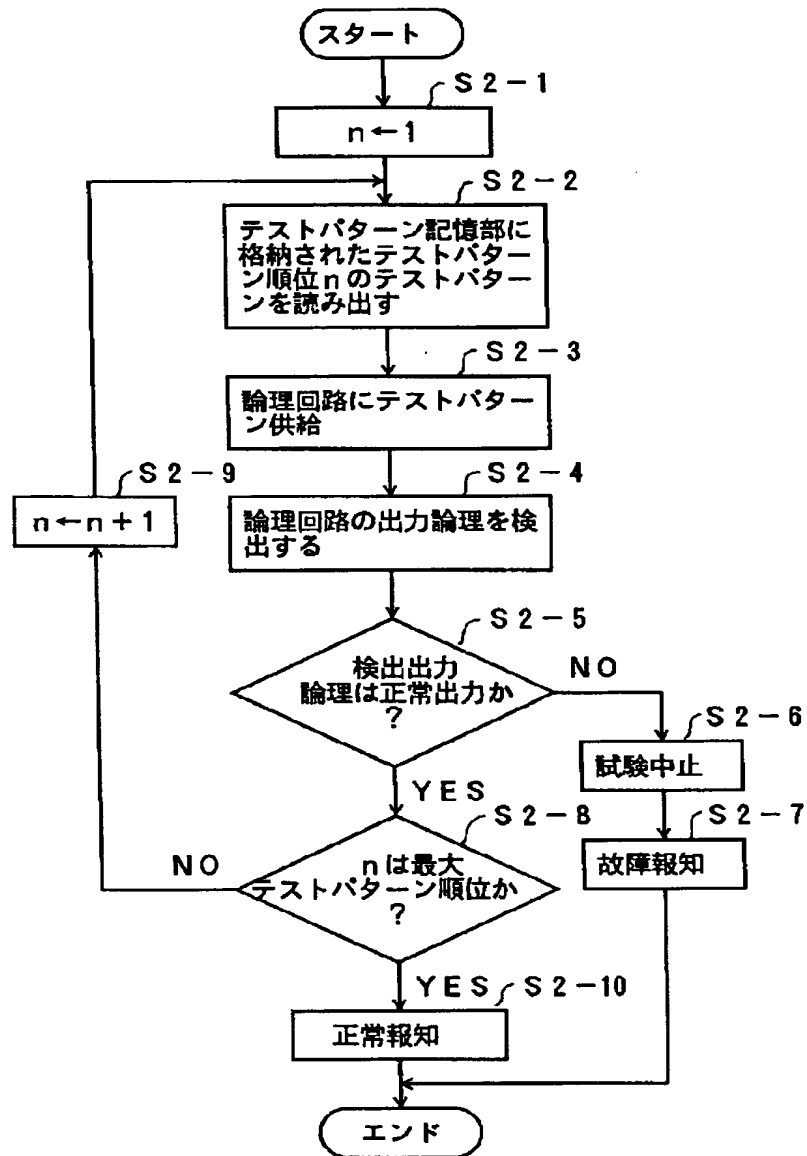 スタート
S2-1
n←1
S2-2
テストパターン記憶部に
格納されたテストパター
ン順位nのテストパター
ンを読み出す
S2-3
論理回路にテストパター
ン供給
S2-4
論理回路の出力論理を検
出する
S2-9
n←n+1
S2-5
検出出力
論理は正常出力か
?
NO
S2-6
試験中止
YES
S2-7
故障報知
S2-8
nは最大
テストパターン順位か
?
NO
YES
S2-10
正常報知
エンド